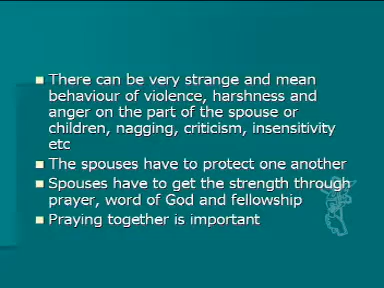 There can be very strange and mean
behaviour of violence, harshness and
anger on the part of the spouse or
children, nagging, criticism, insensitivity
etc
The spouses have to protect one another
Spouses have to get the strength through
prayer, word of God and fellowship
Praying together is important